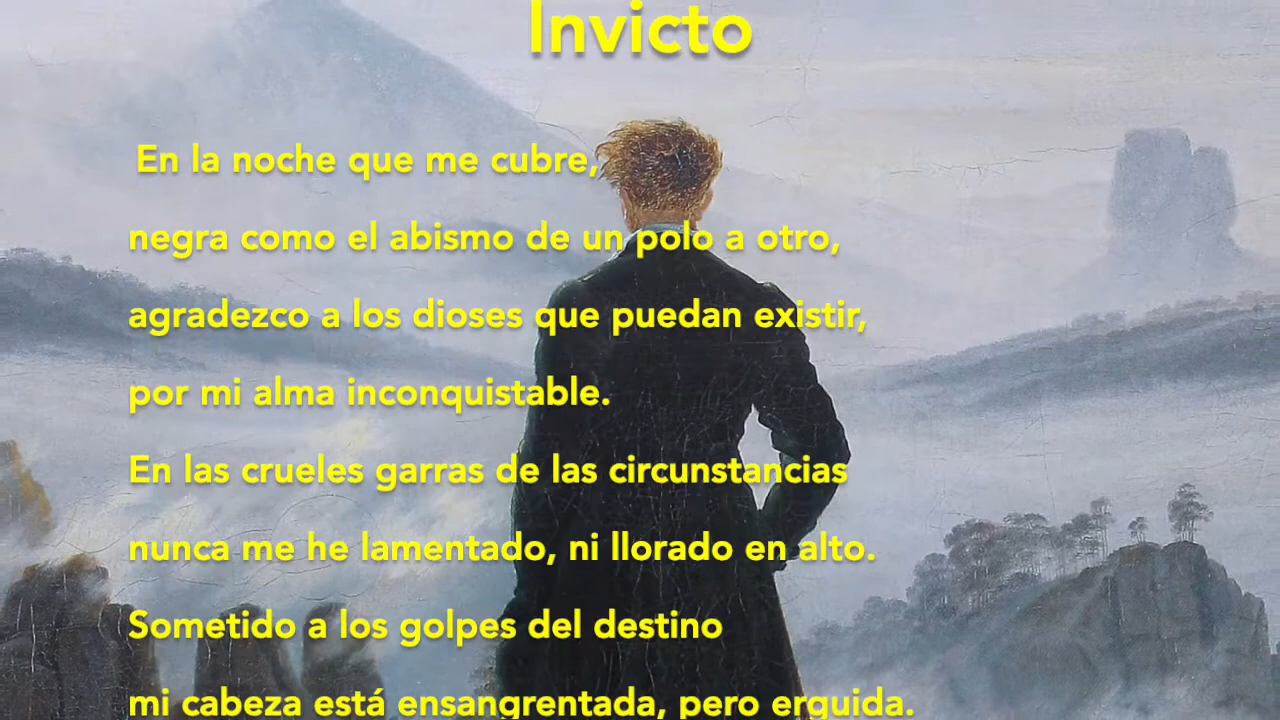 Invicto
En la noche que me cubre,
negra como el abismo de un polo a otro,
agradezco a los dioses que puedan existir,
por mi alma inconquistable.
En las crueles garras de las circunstancias
nunca me he lamentado, ni llorado en alto.
Sometido a los golpes del destino
mi cabeza está ensangrentada, pero erguida.